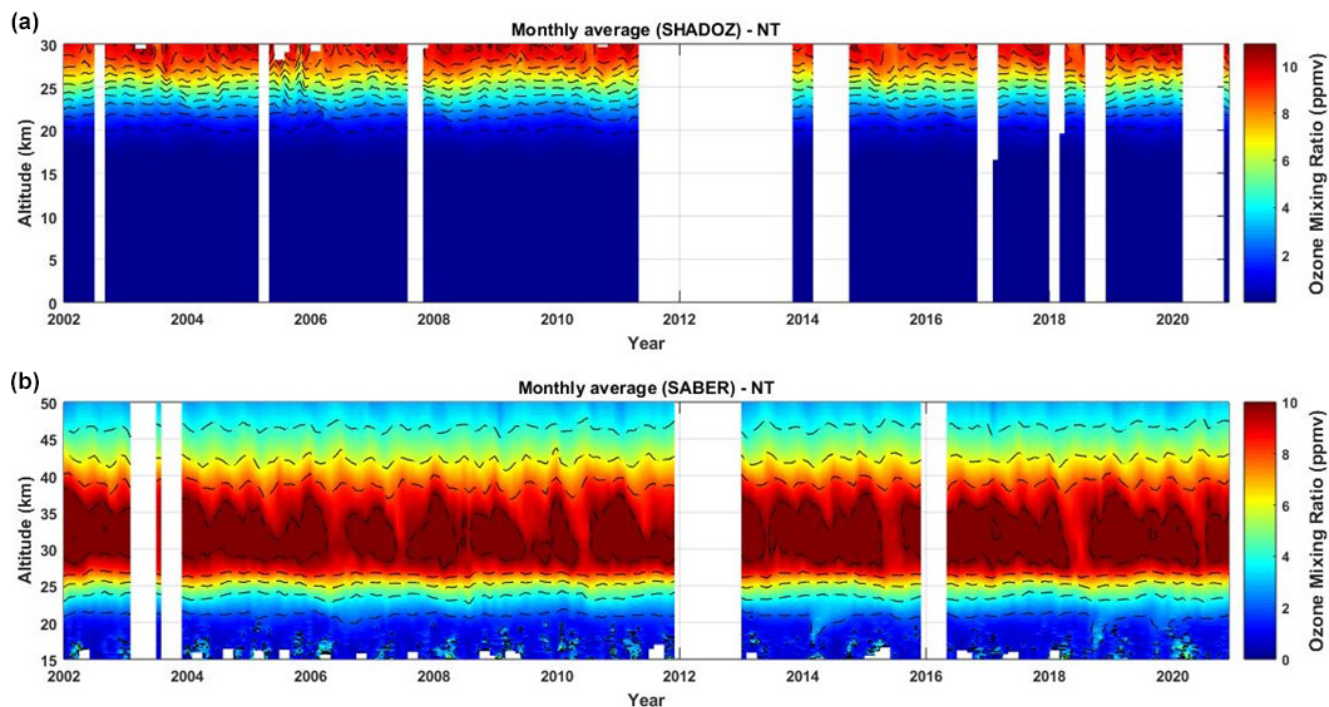 (a)
Monthly average (SHADOZ) - NT
30
25
20
15
10
5
0
Altitude (km)
2002 2004 2006 2008 2010 2012 2014 2016 2018 2020
Year
10
8
6
4
2
Ozone Mixing Ratio (ppmv)
(b)
Monthly average (SABER) - NT
50
45
40
35
30
25
20
15
Altitude (km)
2002 2004 2006 2008 2010 2012 2014 2016 2018 2020
Year
10
8
6
4
2
0
Ozone Mixing Ratio (ppmv)